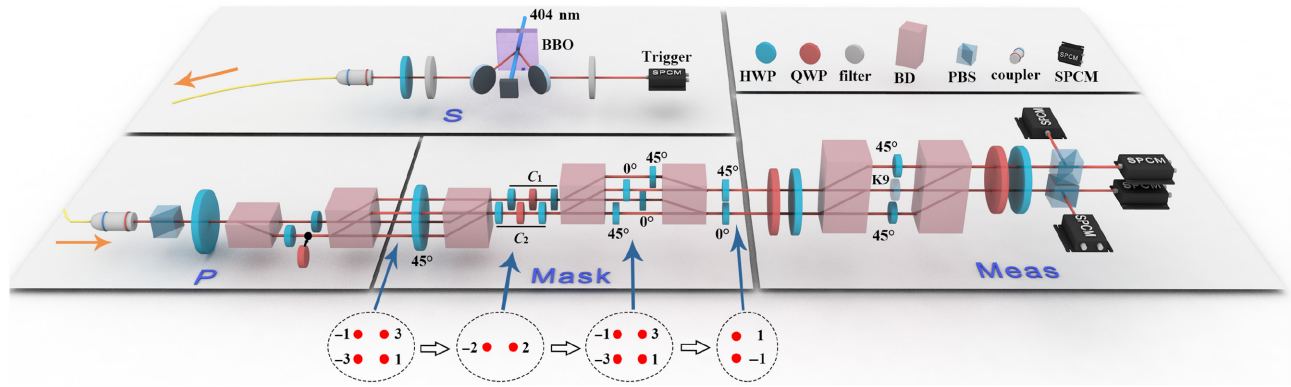 404 nm
BBO
Trigger
SPCM
S
HWP QWP filter BD PBS coupler SPCM
SPCM
45°
K9
45°
SPCM
SPCM
Meas
P
45°
C1
C2
0°
45°
0°
45°
45°
0°
Mask
−1 3
−3 1
−2 2
−1 3
−3 1
1
−1